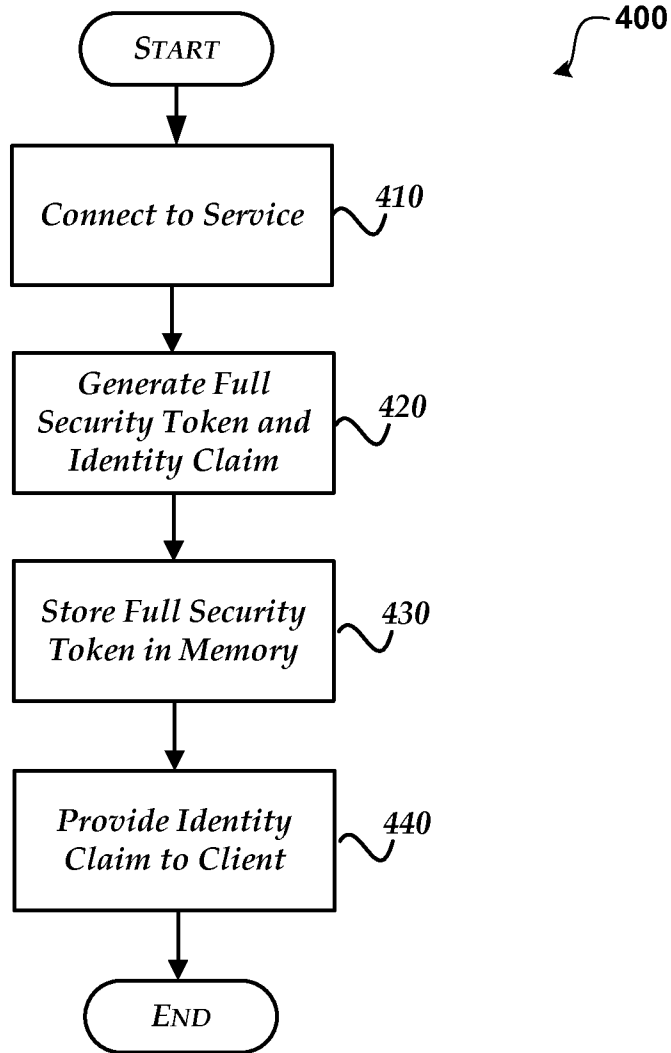 START
400
Connect to Service
410
Generate Full
Security Token and
Identity Claim
420
Store Full Security
Token in Memory
430
Provide Identity
Claim to Client
440
END